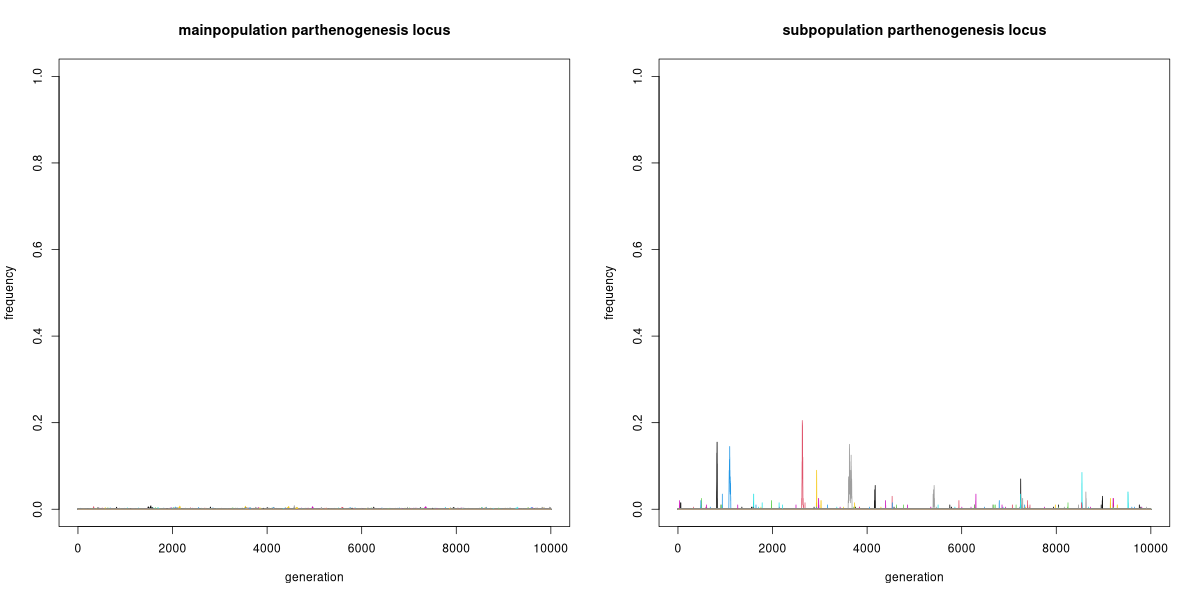 mainpopulation parthenogenesis locus
frequency
0.0 0.2 0.4 0.6 0.8 1.0
0 2000 4000 6000 8000 10000
generation
subpopulation parthenogenesis locus
frequency
0.0 0.2 0.4 0.6 0.8 1.0
0 2000 4000 6000 8000 10000
generation